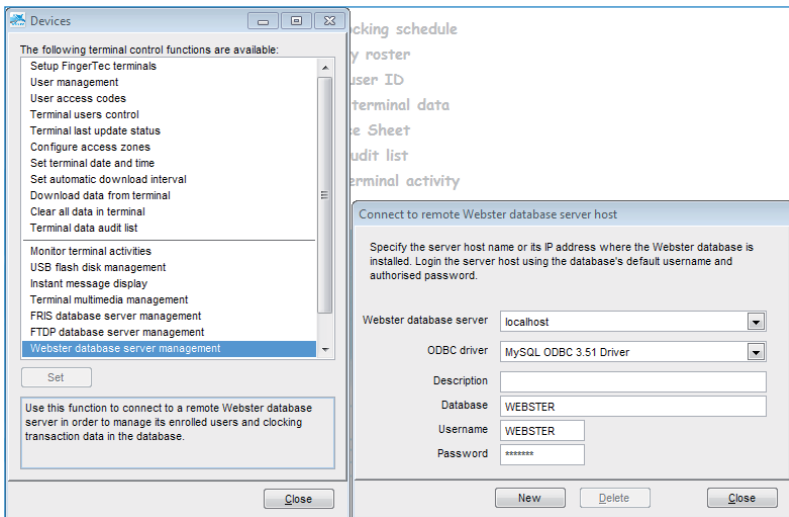 Devices
The following terminal control functions are available:
Setup FingerTec terminals
User management
User access codes
Terminal users control
Terminal last update status
Configure access zones
Set terminal date and time
Set automatic download interval
Download data from terminal
Clear all data in terminal
Terminal data audit list
Monitor terminal activities
USB flash disk management
Instant message display
Terminal multimedia management
FRIS database server management
FTDP database server management
Webster database server management
Set
Use this function to connect to a remote Webster database
server in order to manage its enrolled users and clocking
transaction data in the database.
Close
cking schedule
y roster
user ID
terminal data
e Sheet
udit list
erminal activity
Connect to remote Webster database server host
Specify the server host name or its IP address where the Webster database is
installed. Login the server host using the database's default username and
authorised password.
Webster database server localhost
ODBC driver MySQL ODBC 3.51 Driver
Description
Database WEBSTER
Username WEBSTER
Password *******
New Delete Close